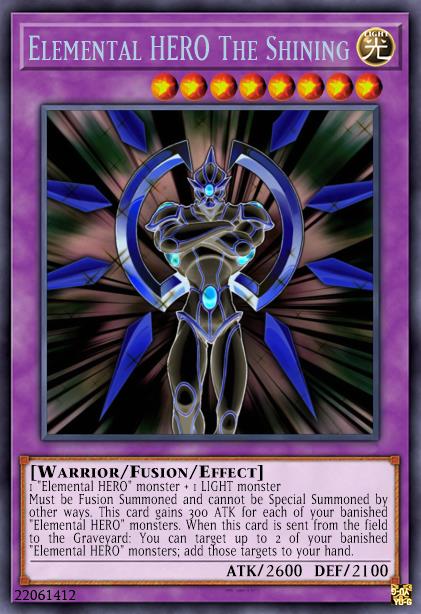 ELEMENTAL HERO THE SHINING
LIGHT
光
[WARRIOR/FUSION/EFFECT]
1 "Elemental HERO" monster + 1 LIGHT monster
Must be Fusion Summoned and cannot be Special Summoned by
other ways. This card gains 300 ATK for each of your banished
"Elemental HERO" monsters. When this card is sent from the field
to the Graveyard: You can target up to 2 of your banished
"Elemental HERO" monsters; add those targets to your hand.
ATK/2600 DEF/2100
22061412